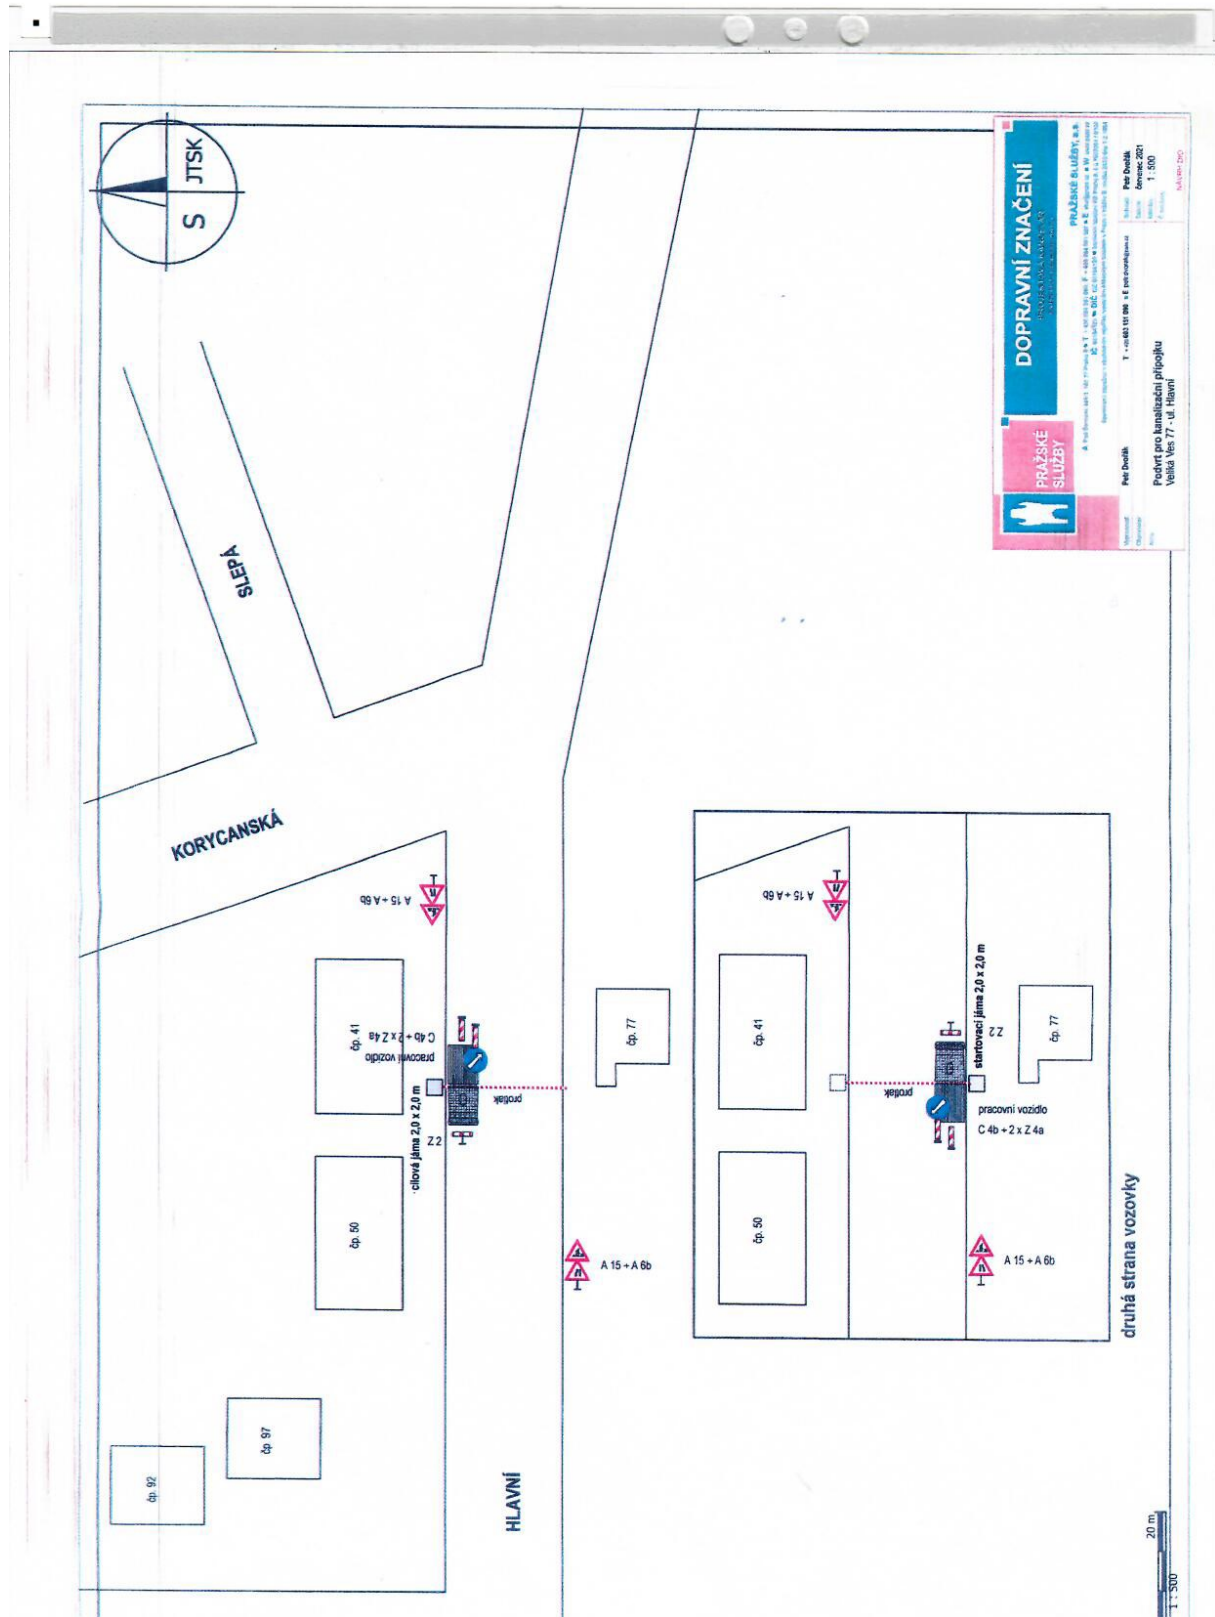 S
JTSK
SLEPÁ
KORYCANSKÁ
A 15 + A 6b
čp. 41
C 4b + 2 x Z 4a
pracovní vozidlo
cílová jáma 2,0 x 2,0 m
Z 2
protlak
čp. 77
čp. 50
A 15 + A 6b
čp. 97
čp. 92
HLAVNÍ
A 15 + A 6b
čp. 41
startovací jáma 2,0 x 2,0 m
Z 2
čp. 77
protlak
pracovní vozidlo
C 4b + 2 x Z 4a
čp. 50
A 15 + A 6b
druhá strana vozovky
20 m
1 : 500
PRAŽSKÉ
SLUŽBY
DOPRAVNÍ ZNAČENÍ
PRAŽSKÉ SLUŽBY, a.s.
Petr Dvořák
Petr Dvořák
červenec 2021
1 : 500
Podvrt pro kanalizační přípojku
Veliká Ves 77 - ul. Hlavní